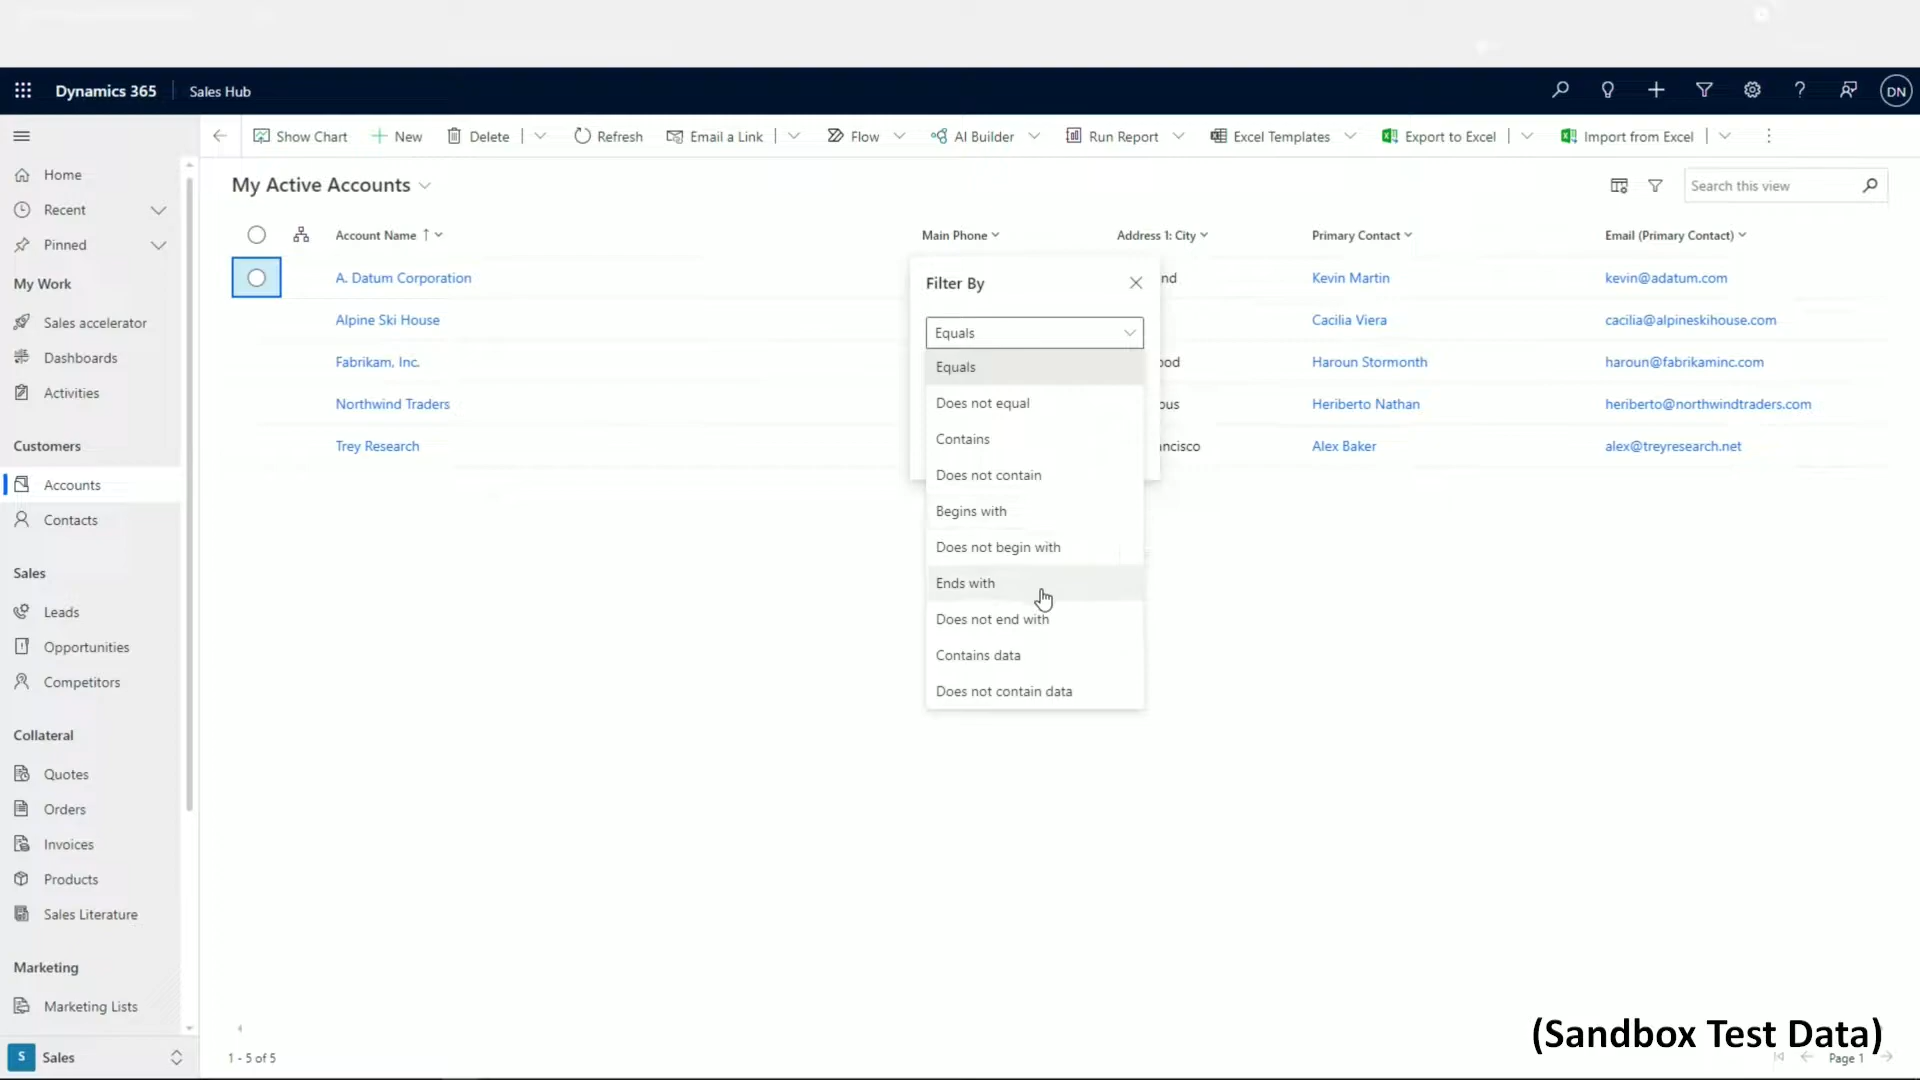 Dynamics 365 Sales Hub DN
Show Chart New Delete Refresh Email a Link Flow AI Builder Run Report Excel Templates Export to Excel Import from Excel
Home
Recent
Pinned
My Work
Sales accelerator
Dashboards
Activities
Customers
Accounts
Contacts
Sales
Leads
Opportunities
Competitors
Collateral
Quotes
Orders
Invoices
Products
Sales Literature
Marketing
Marketing Lists
S Sales
My Active Accounts Search this view
Account Name Main Phone Address 1: City Primary Contact Email (Primary Contact)
A. Datum Corporation nd Kevin Martin kevin@adatum.com
Alpine Ski House Cacilia Viera cacilia@alpineskihouse.com
Fabrikam, Inc. ood Haroun Stormonth haroun@fabrikaminc.com
Northwind Traders ous Heriberto Nathan heriberto@northwindtraders.com
Trey Research ncisco Alex Baker alex@treyresearch.net
Filter By
Equals
Equals
Does not equal
Contains
Does not contain
Begins with
Does not begin with
Ends with
Does not end with
Contains data
Does not contain data
(Sandbox Test Data)
1 - 5 of 5 Page 1